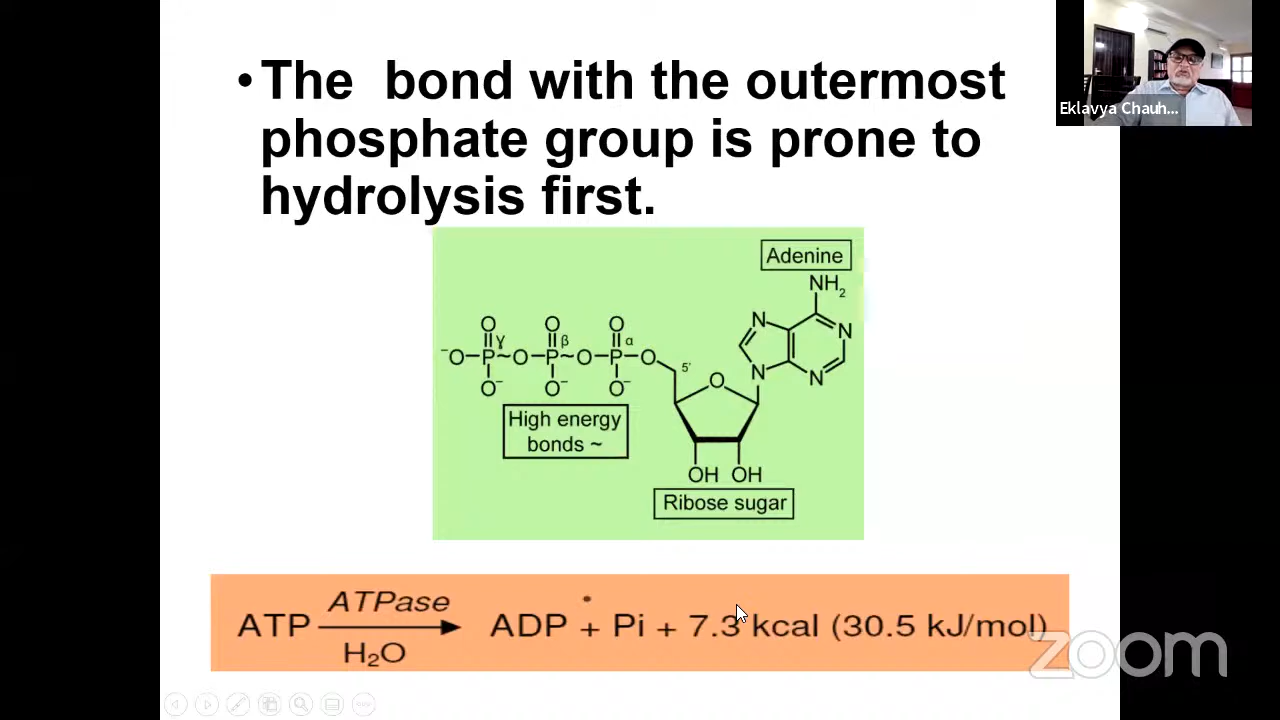 Eklavya Chauh...
•The bond with the outermost
phosphate group is prone to
hydrolysis first.
Adenine
NH2
O O O
γ β α
⁻O–P~O–P~O–P–O
O⁻ O⁻ O⁻
5'
N N
N N
O
High energy
bonds ~
OH OH
Ribose sugar
ATPase
ATP → ADP + Pi + 7.3 kcal (30.5 kJ/mol)
H₂O
zoom